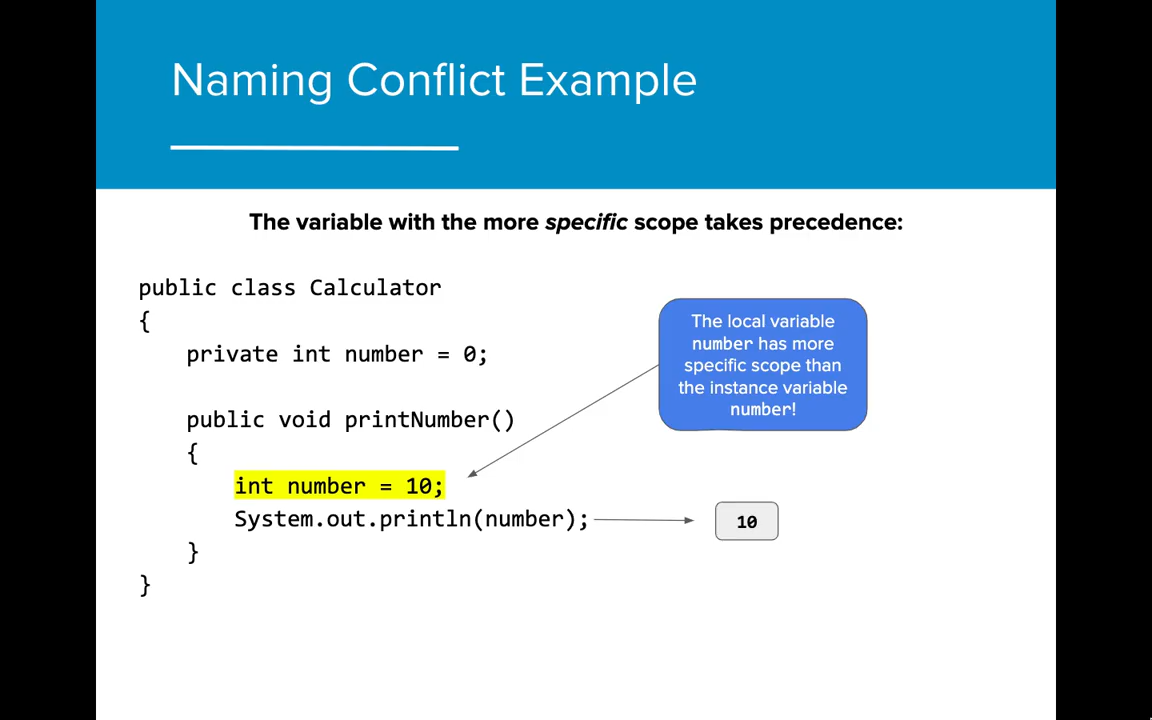 Naming Conflict Example
The variable with the more specific scope takes precedence:
public class Calculator
{
    private int number = 0;
    public void printNumber()
    {
        int number = 10;
        System.out.println(number);
    }
}
The local variable
number has more
specific scope than
the instance variable
number!
10